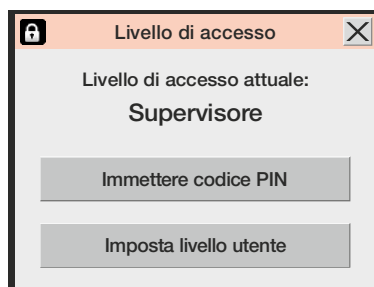 Livello di accesso
Livello di accesso attuale:
Supervisore
Immettere codice PIN
Imposta livello utente